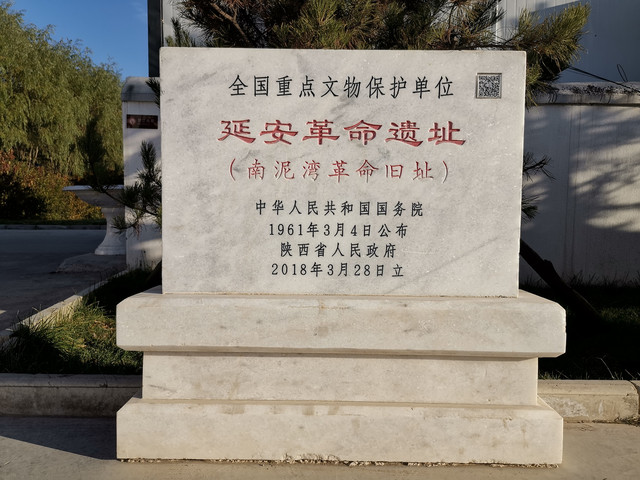 全国重点文物保护单位
延安革命遗址
（南泥湾革命旧址）
中华人民共和国国务院
1961年3月4日公布
陕西省人民政府
2018年3月28日立